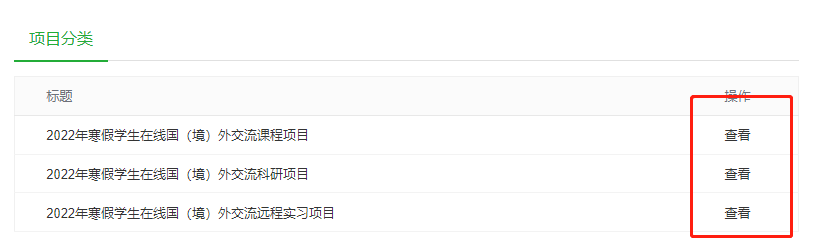 项目分类
标题 操作
2022年寒假学生在线国（境）外交流课程项目 查看
2022年寒假学生在线国（境）外交流科研项目 查看
2022年寒假学生在线国（境）外交流远程实习项目 查看